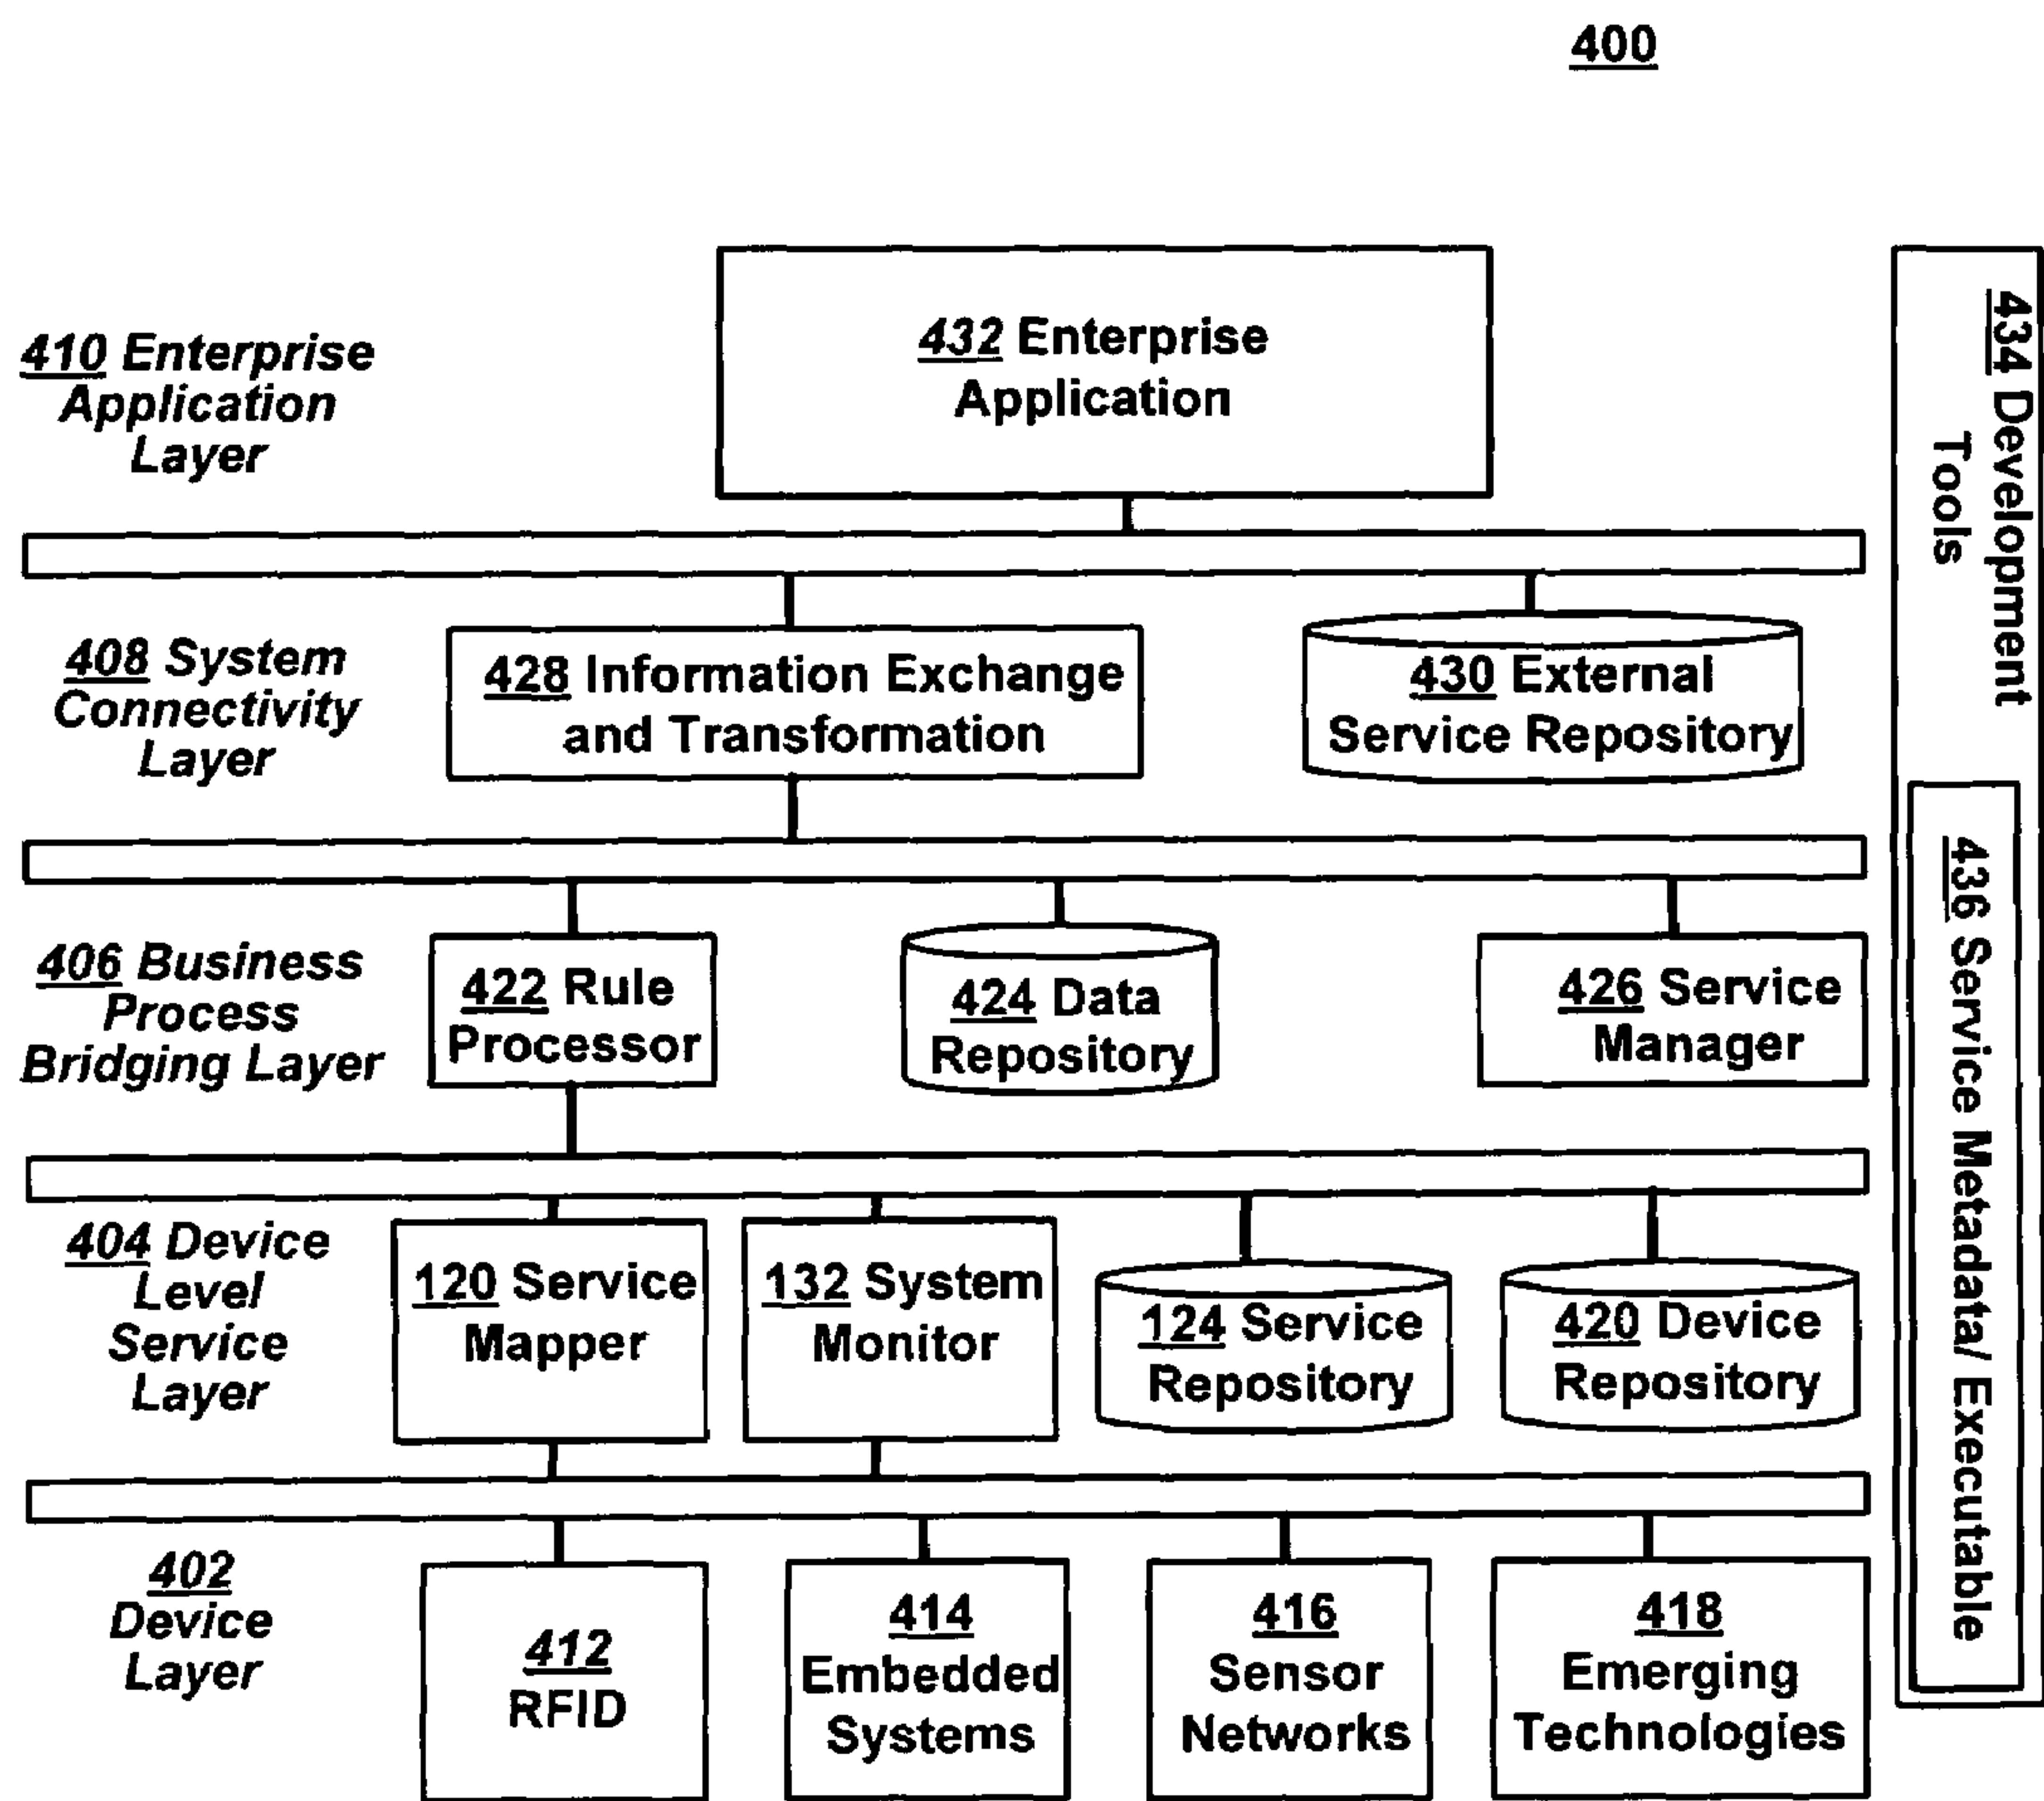 400
410 Enterprise
Application
Layer
432 Enterprise
Application
408 System
Connectivity
Layer
428 Information Exchange
and Transformation
430 External
Service Repository
406 Business
Process
Bridging Layer
422 Rule
Processor
424 Data
Repository
426 Service
Manager
404 Device
Level
Service
Layer
120 Service
Mapper
132 System
Monitor
124 Service
Repository
420 Device
Repository
402
Device
Layer
412
RFID
414
Embedded
Systems
416
Sensor
Networks
418
Emerging
Technologies
434 Development
Tools
436 Service Metadata/ Executable